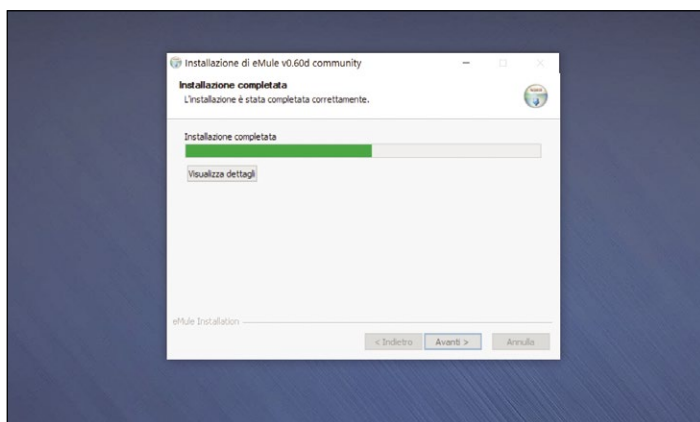 Installazione di eMule v0.60d community
Installazione completata
L'installazione è stata completata correttamente.
Installazione completata
Visualizza dettagli
eMule Installation
< Indietro Avanti > Annulla